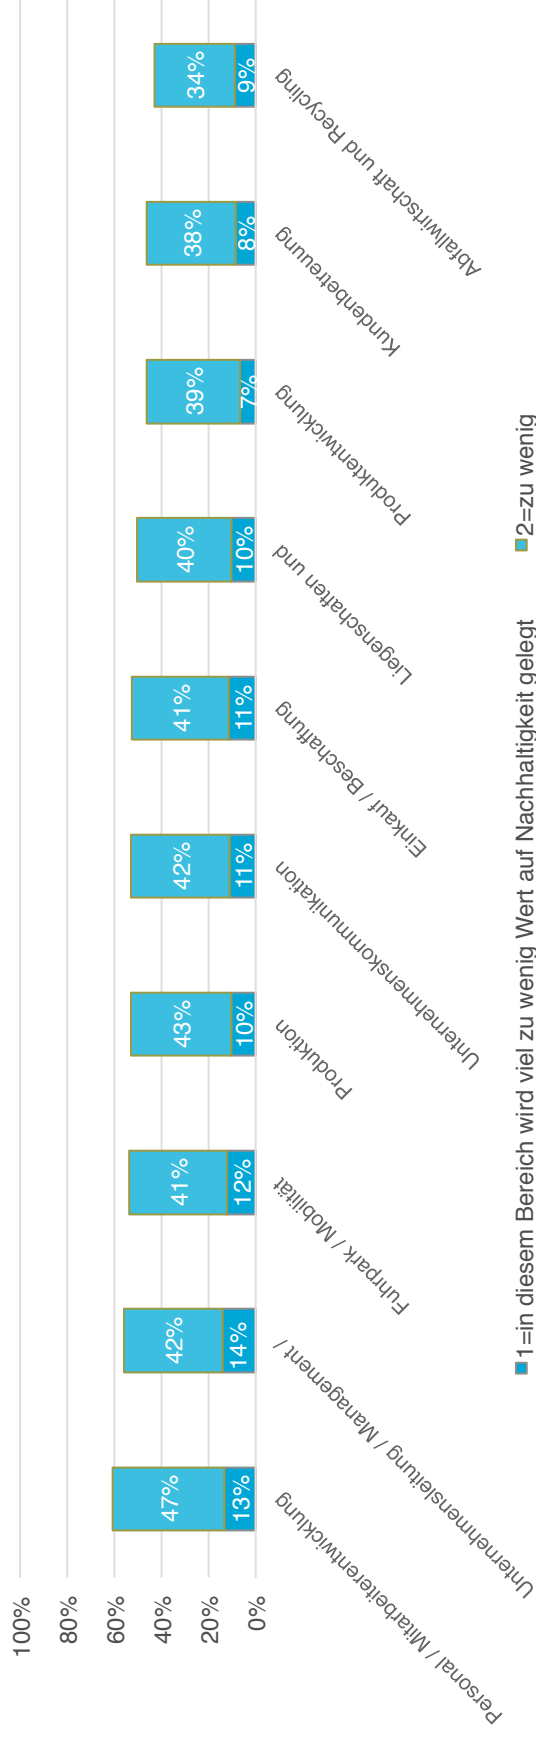 100%
80%
60%
40%
20%
0%
47%
42%
41%
43%
42%
41%
40%
39%
38%
34%
13%
14%
12%
10%
11%
11%
10%
7%
8%
9%
Personal / Mitarbeiterentwicklung
Unternehmensleitung / Management /
Fuhrpark / Mobilität
Produktion
Unternehmenskommunikation
Einkauf / Beschaffung
Liegenschaften und
Produktentwicklung
Kundenbetreuung
Abfallwirtschaft und Recycling
1=in diesem Bereich wird viel zu wenig Wert auf Nachhaltigkeit gelegt
2=zu wenig